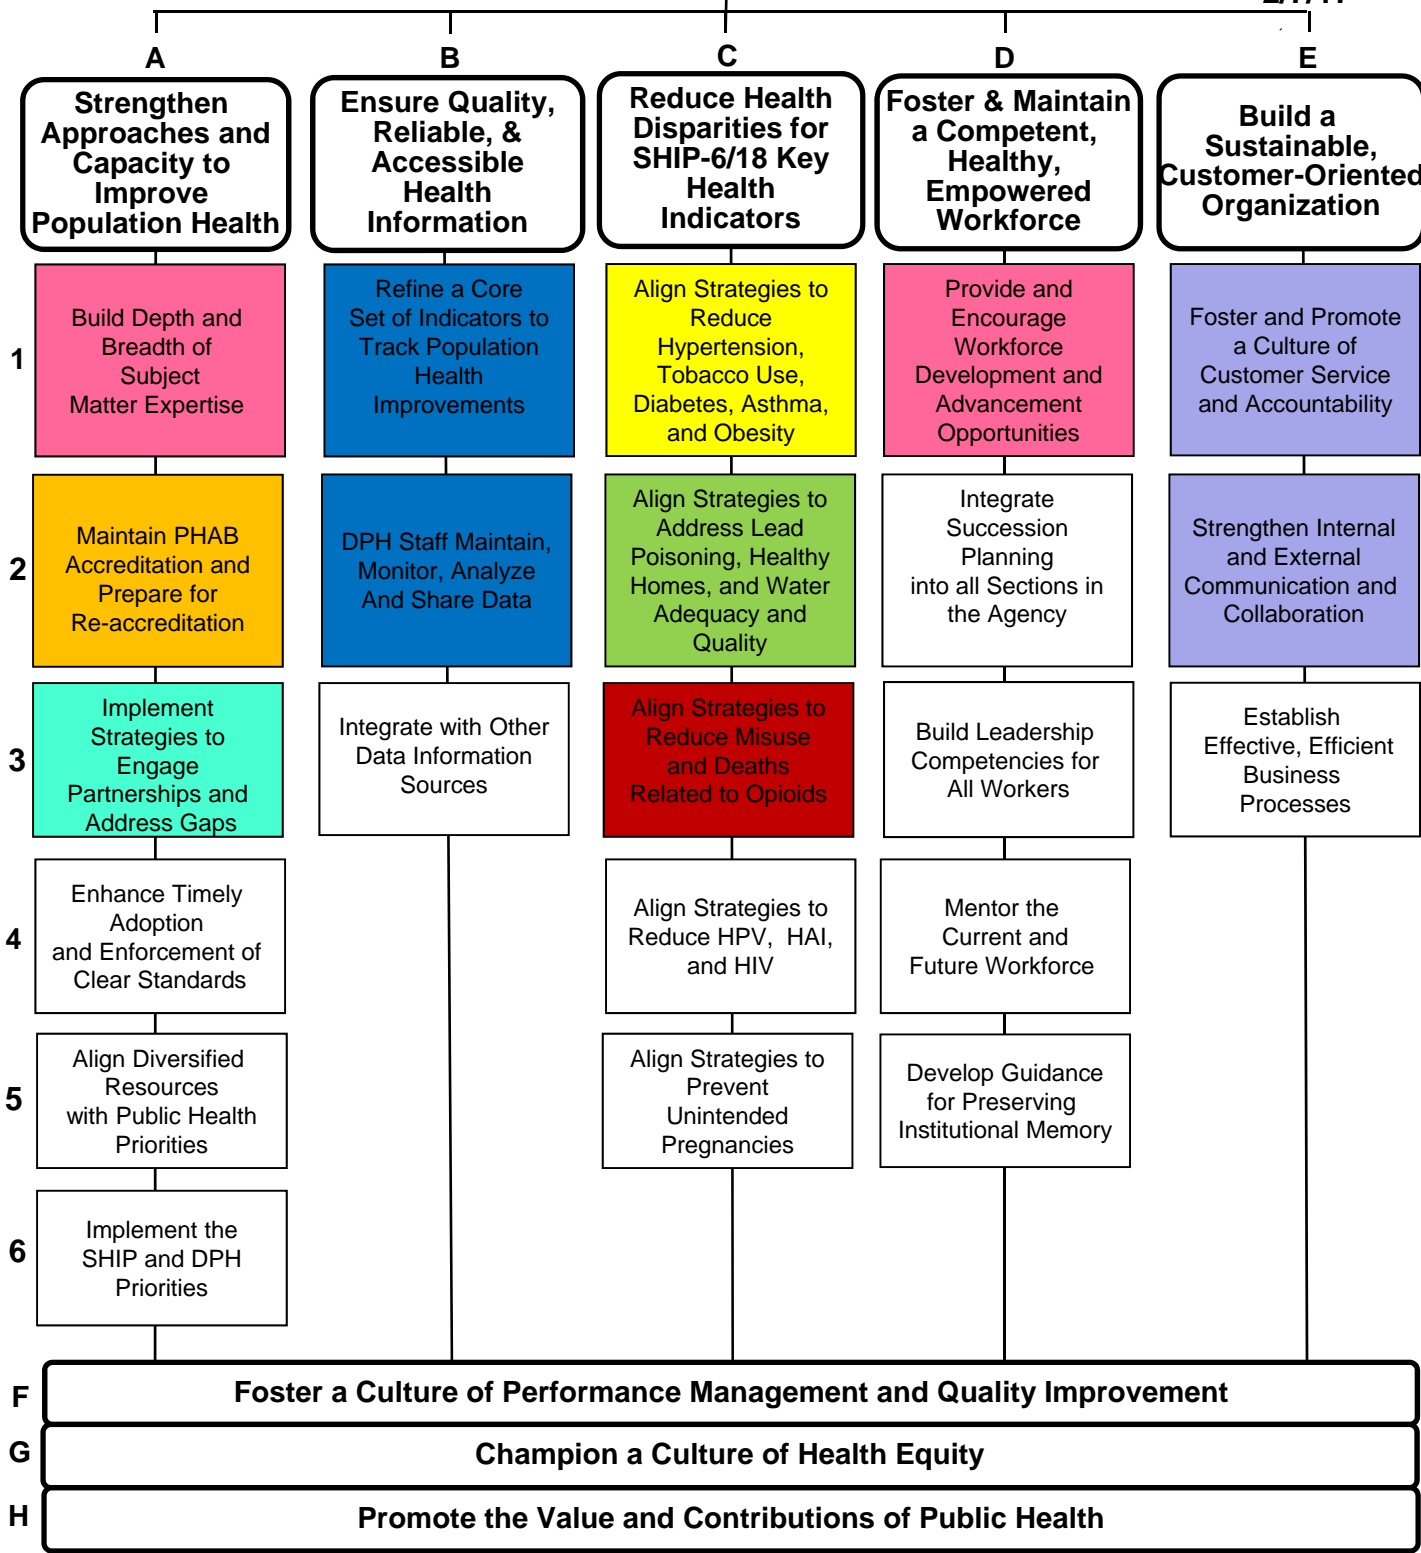 A
B
C
D
E
Strengthen
Approaches and
Capacity to
Improve
Population Health
Ensure Quality,
Reliable, &
Accessible
Health
Information
Reduce Health
Disparities for
SHIP-6/18 Key
Health
Indicators
Foster & Maintain
a Competent,
Healthy,
Empowered
Workforce
Build a
Sustainable,
Customer-Oriented
Organization
1
Build Depth and
Breadth of
Subject
Matter Expertise
Refine a Core
Set of Indicators to
Track Population
Health
Improvements
Align Strategies to
Reduce
Hypertension,
Tobacco Use,
Diabetes, Asthma,
and Obesity
Provide and
Encourage
Workforce
Development and
Advancement
Opportunities
Foster and Promote
a Culture of
Customer Service
and Accountability
2
Maintain PHAB
Accreditation and
Prepare for
Re-accreditation
DPH Staff Maintain,
Monitor, Analyze
And Share Data
Align Strategies to
Address Lead
Poisoning, Healthy
Homes, and Water
Adequacy and
Quality
Integrate
Succession
Planning
into all Sections in
the Agency
Strengthen Internal
and External
Communication and
Collaboration
3
Implement
Strategies to
Engage
Partnerships and
Address Gaps
Integrate with Other
Data Information
Sources
Align Strategies to
Reduce Misuse
and Deaths
Related to Opioids
Build Leadership
Competencies for
All Workers
Establish
Effective, Efficient
Business
Processes
4
Enhance Timely
Adoption
and Enforcement of
Clear Standards
Align Strategies to
Reduce HPV, HAI,
and HIV
Mentor the
Current and
Future Workforce
5
Align Diversified
Resources
with Public Health
Priorities
Align Strategies to
Prevent
Unintended
Pregnancies
Develop Guidance
for Preserving
Institutional Memory
6
Implement the
SHIP and DPH
Priorities
F
Foster a Culture of Performance Management and Quality Improvement
G
Champion a Culture of Health Equity
H
Promote the Value and Contributions of Public Health